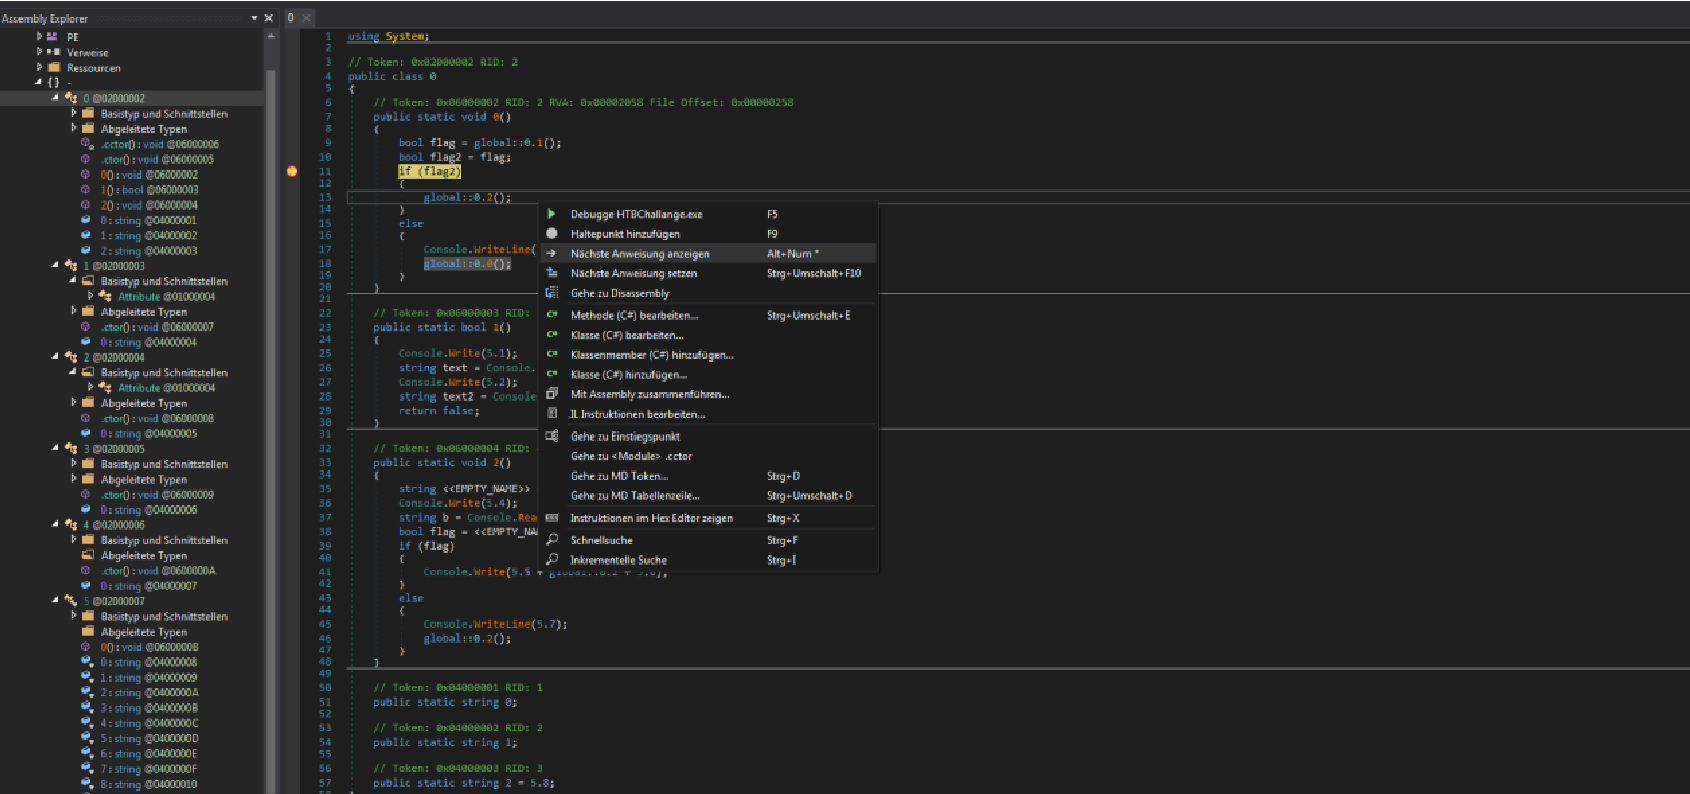 Assembly Explorer
PE
Verweise
Ressourcen
{ } -
0 @02000002
Basistyp und Schnittstellen
Abgeleitete Typen
.cctor() : void @06000006
.ctor() : void @06000005
0() : void @06000002
1() : bool @06000003
2() : void @06000004
0 : string @04000001
1 : string @04000002
2 : string @04000003
1 @02000003
Basistyp und Schnittstellen
Attribute @01000004
Abgeleitete Typen
.ctor() : void @06000007
0 : string @04000004
2 @02000004
Basistyp und Schnittstellen
Attribute @01000004
Abgeleitete Typen
.ctor() : void @06000008
0 : string @04000005
3 @02000005
Basistyp und Schnittstellen
Abgeleitete Typen
.ctor() : void @06000009
0 : string @04000006
4 @02000006
Basistyp und Schnittstellen
Abgeleitete Typen
.ctor() : void @0600000A
0 : string @04000007
5 @02000007
Basistyp und Schnittstellen
Abgeleitete Typen
0() : void @0600000B
0 : string @04000008
1 : string @04000009
2 : string @0400000A
3 : string @0400000B
4 : string @0400000C
5 : string @0400000D
6 : string @0400000E
7 : string @0400000F
8 : string @04000010
0
1 using System;
2
3 // Token: 0x02000002 RID: 2
4 public class 0
5 {
6 // Token: 0x06000002 RID: 2 RVA: 0x00002058 File Offset: 0x00000258
7 public static void 0()
8 {
9 bool flag = global::0.1();
10 bool flag2 = flag;
11 if (flag2)
12 {
13 global::0.2();
14 }
15 else
16 {
17 Console.WriteLine(
18 global::0.0();
19 }
20 }
21
22 // Token: 0x06000003 RID:
23 public static bool 1()
24 {
25 Console.Write(5.1);
26 string text = Console.
27 Console.Write(5.2);
28 string text2 = Console
29 return false;
30 }
31
32 // Token: 0x06000004 RID:
33 public static void 2()
34 {
35 string <<EMPTY_NAME>>
36 Console.Write(5.4);
37 string b = Console.Rea
38 bool flag = <<EMPTY_NA
39 if (flag)
40 {
41 Console.Write(5.5 + global::0.2 + 5.6);
42 }
43 else
44 {
45 Console.WriteLine(5.7);
46 global::0.2();
47 }
48 }
49
50 // Token: 0x04000001 RID: 1
51 public static string 0;
52
53 // Token: 0x04000002 RID: 2
54 public static string 1;
55
56 // Token: 0x04000003 RID: 3
57 public static string 2 = 5.8;
Debugge HTBChallange.exe F5
Haltepunkt hinzufügen F9
Nächste Anweisung anzeigen Alt+Num *
Nächste Anweisung setzen Strg+Umschalt+F10
Gehe zu Disassembly
Methode (C#) bearbeiten... Strg+Umschalt+E
Klasse (C#) bearbeiten...
Klassenmember (C#) hinzufügen...
Klasse (C#) hinzufügen...
Mit Assembly zusammenführen...
IL Instruktionen bearbeiten...
Gehe zu Einstiegspunkt
Gehe zu <Module> .cctor
Gehe zu MD Token... Strg+D
Gehe zu MD Tabellenzeile... Strg+Umschalt+D
Instruktionen im Hex Editor zeigen Strg+X
Schnellsuche Strg+F
Inkrementelle Suche Strg+I